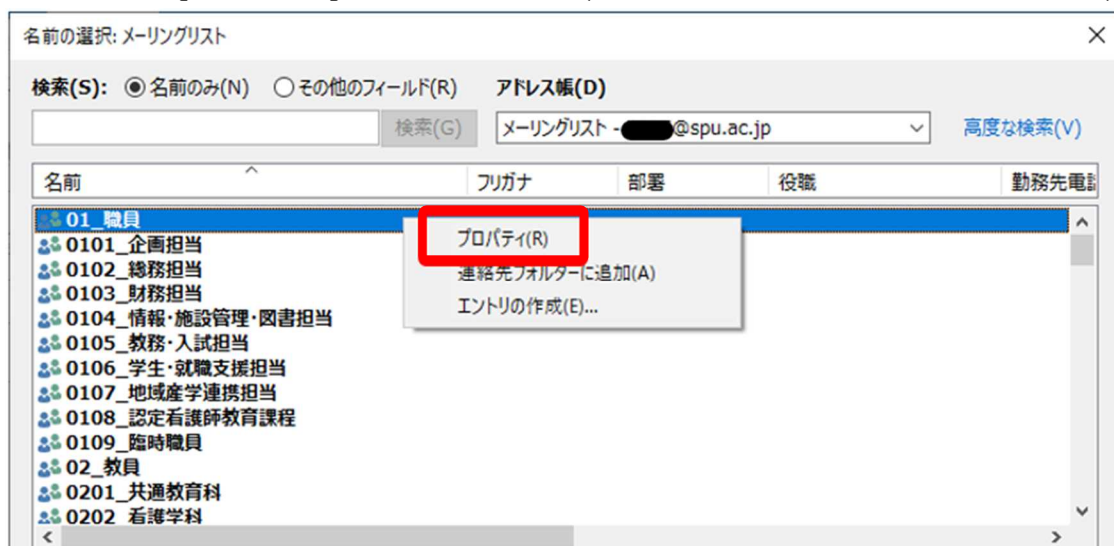 名前の選択: メーリングリスト
検索(S): 名前のみ(N) その他のフィールド(R) アドレス帳(D)
検索(G) メーリングリスト - @spu.ac.jp 高度な検索(V)
名前 フリガナ 部署 役職 勤務先電
01_職員
プロパティ(R)
0101_企画担当
0102_総務担当
連絡先フォルダーに追加(A)
0103_財務担当
エントリの作成(E)...
0104_情報・施設管理・図書担当
0105_教務・入試担当
0106_学生・就職支援担当
0107_地域産学連携担当
0108_認定看護師教育課程
0109_臨時職員
02_教員
0201_共通教育科
0202_看護学科